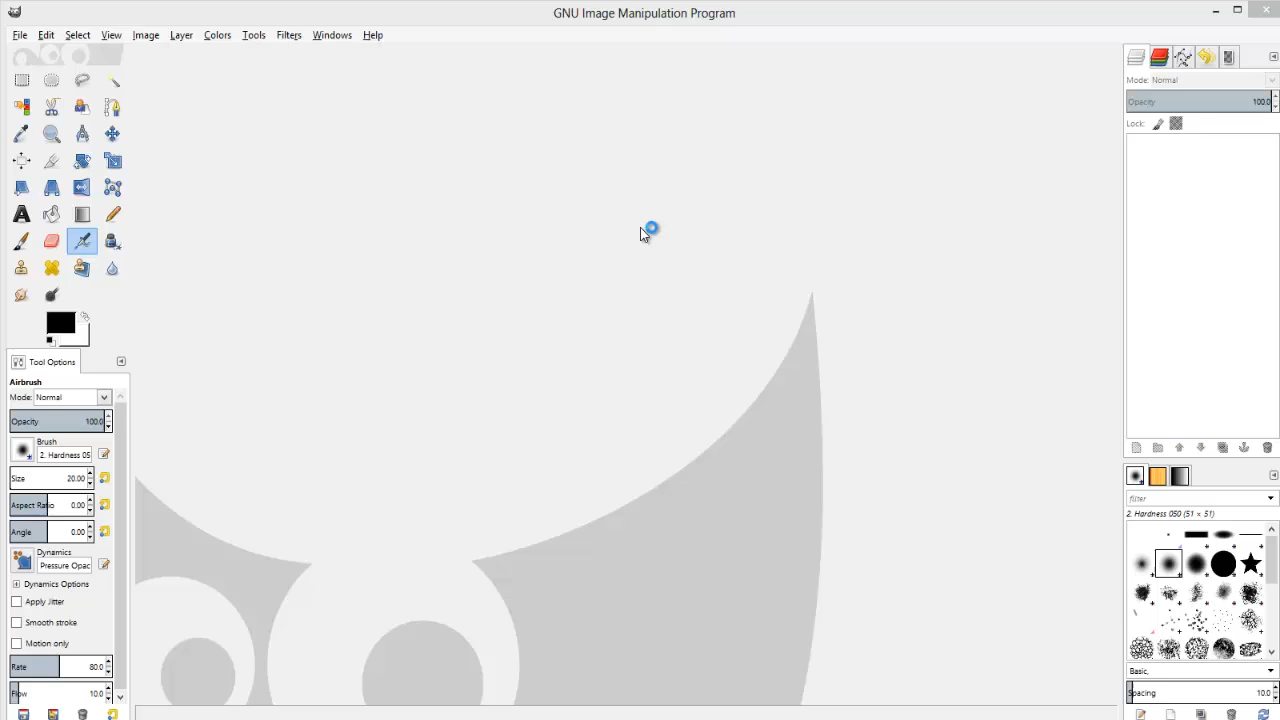 GNU Image Manipulation Program
File Edit Select View Image Layer Colors Tools Filters Windows Help
Mode: Normal
Opacity 100.0
Lock:
Tool Options
Airbrush
Mode: Normal
Opacity 100.0
Brush
2. Hardness 05
Size 20.00
Aspect Ratio 0.00
Angle 0.00
Dynamics
Pressure Opac
Dynamics Options
Apply Jitter
Smooth stroke
Motion only
Rate 80.0
Flow 10.0
filter
2. Hardness 050 (51 × 51)
Basic,
Spacing 10.0